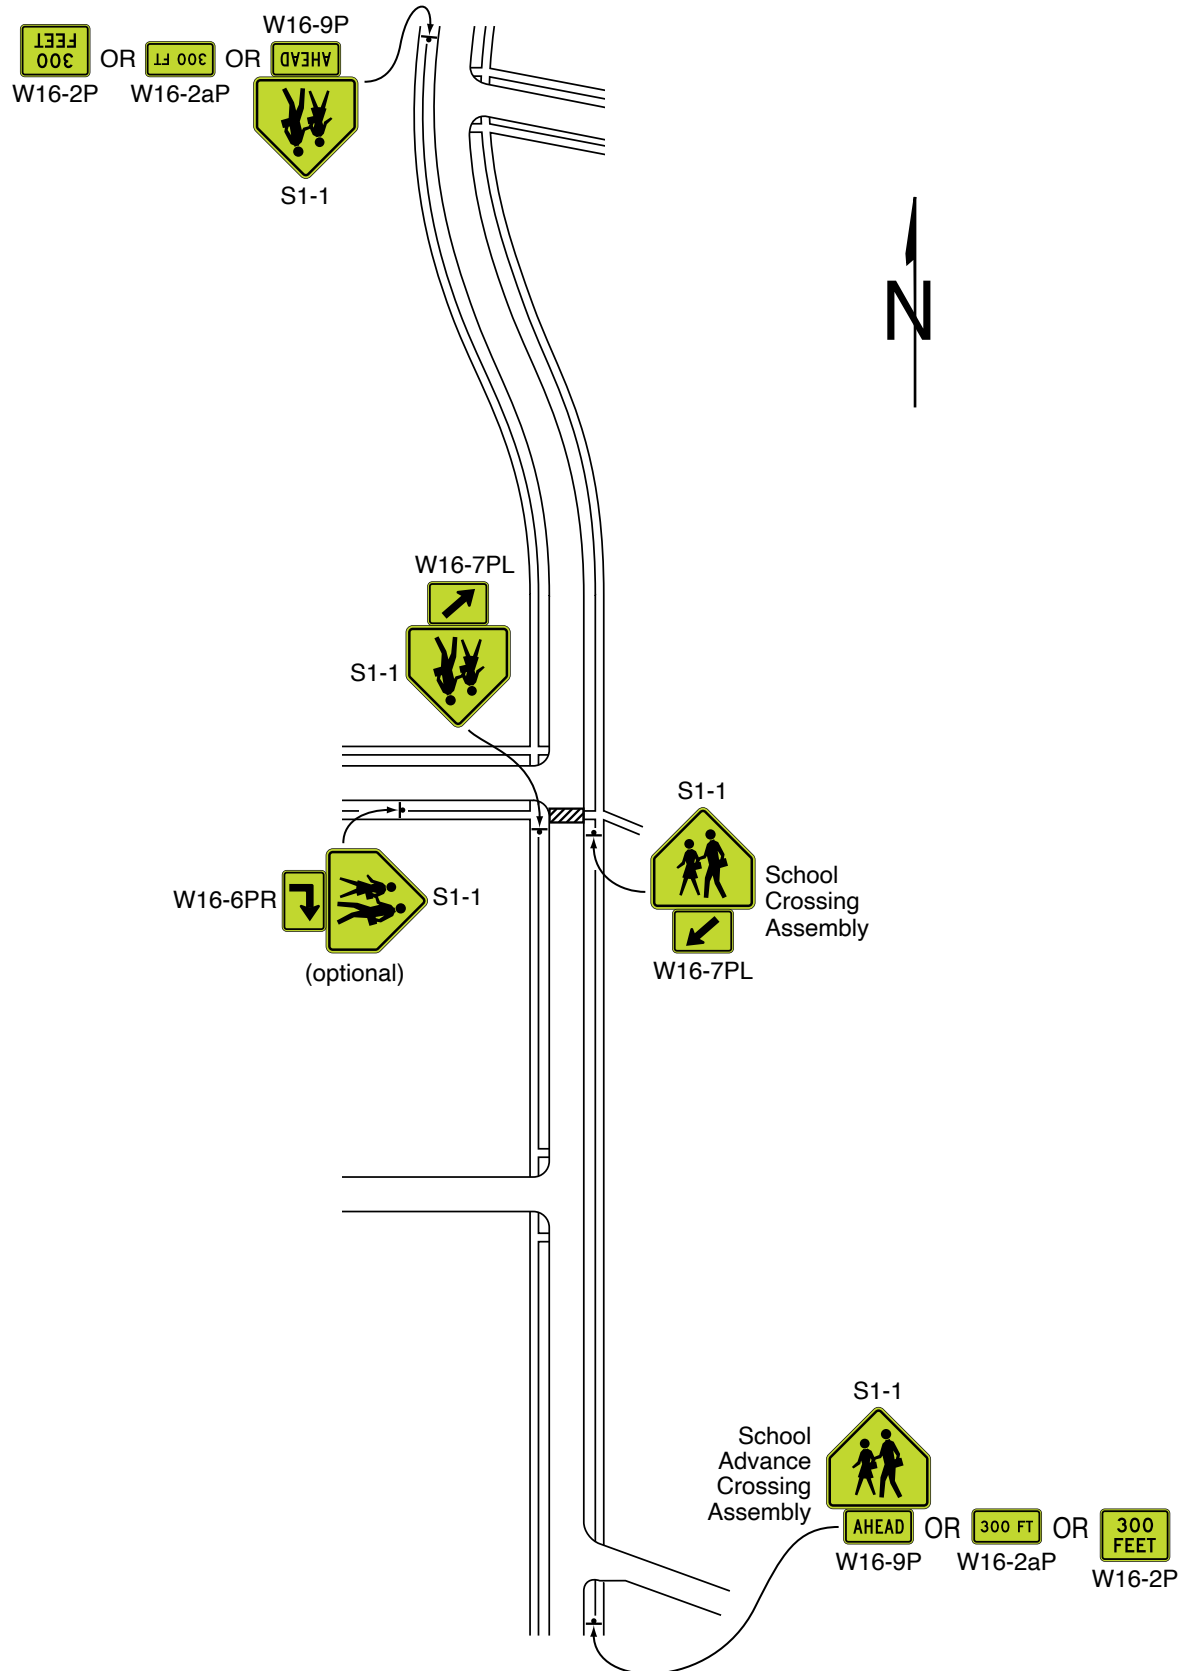 W16-9P
300
FEET
OR
300 FT
OR
AHEAD
W16-2P
W16-2aP
S1-1
N
W16-7PL
S1-1
S1-1
School
Crossing
Assembly
W16-7PL
W16-6PR
S1-1
(optional)
S1-1
School
Advance
Crossing
Assembly
AHEAD
OR
300 FT
OR
300
FEET
W16-9P
W16-2aP
W16-2P